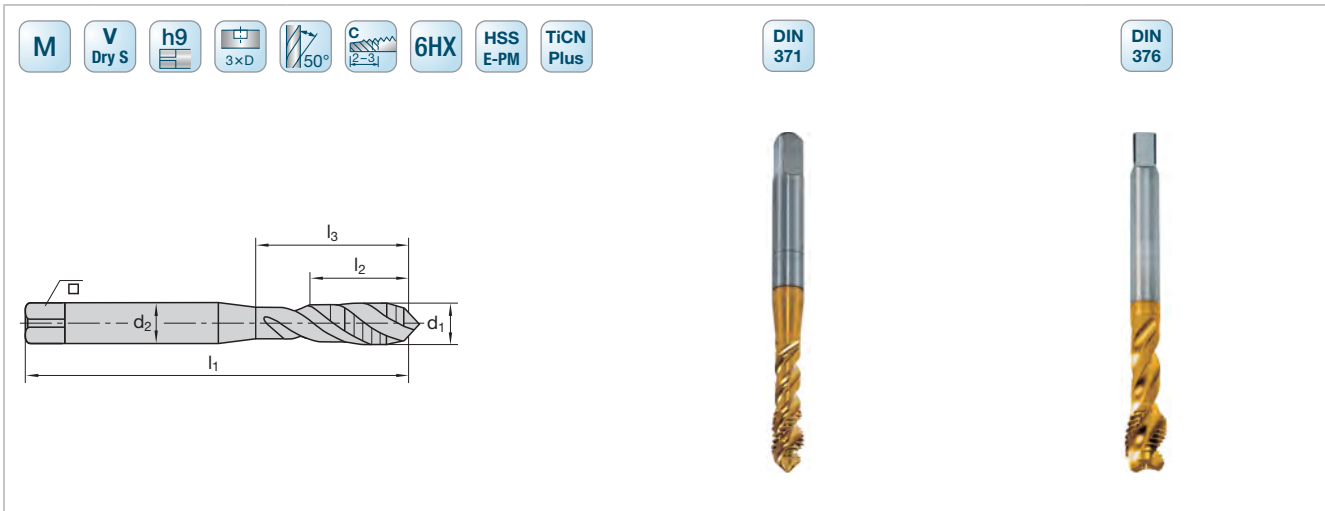 M
V
Dry S
h9
3×D
50°
C
2–3
6HX
HSS
E-PM
TiCN
Plus
DIN
371
DIN
376
l3
l2
d2
d1
l1